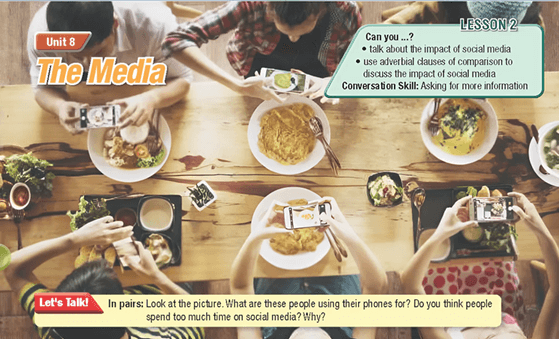 LESSON 2
Unit 8
The Media
Can you ...?
• talk about the impact of social media
• use adverbial clauses of comparison to
discuss the impact of social media
Conversation Skill: Asking for more information
Let's Talk!
In pairs: Look at the picture. What are these people using their phones for? Do you think people
spend too much time on social media? Why?